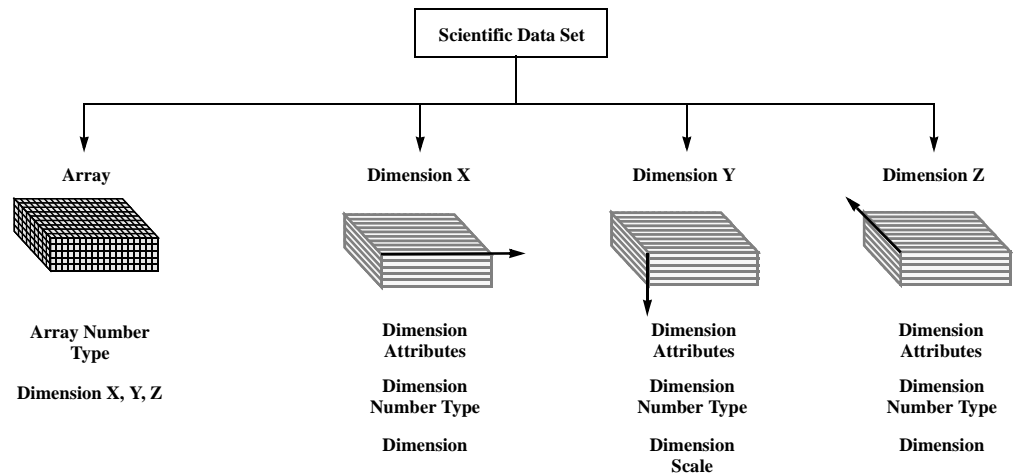 Scientific Data Set
Array
Dimension X
Dimension Y
Dimension Z
Array Number
Type
Dimension X, Y, Z
Dimension
Attributes
Dimension
Number Type
Dimension
Dimension
Attributes
Dimension
Number Type
Dimension
Scale
Dimension
Attributes
Dimension
Number Type
Dimension